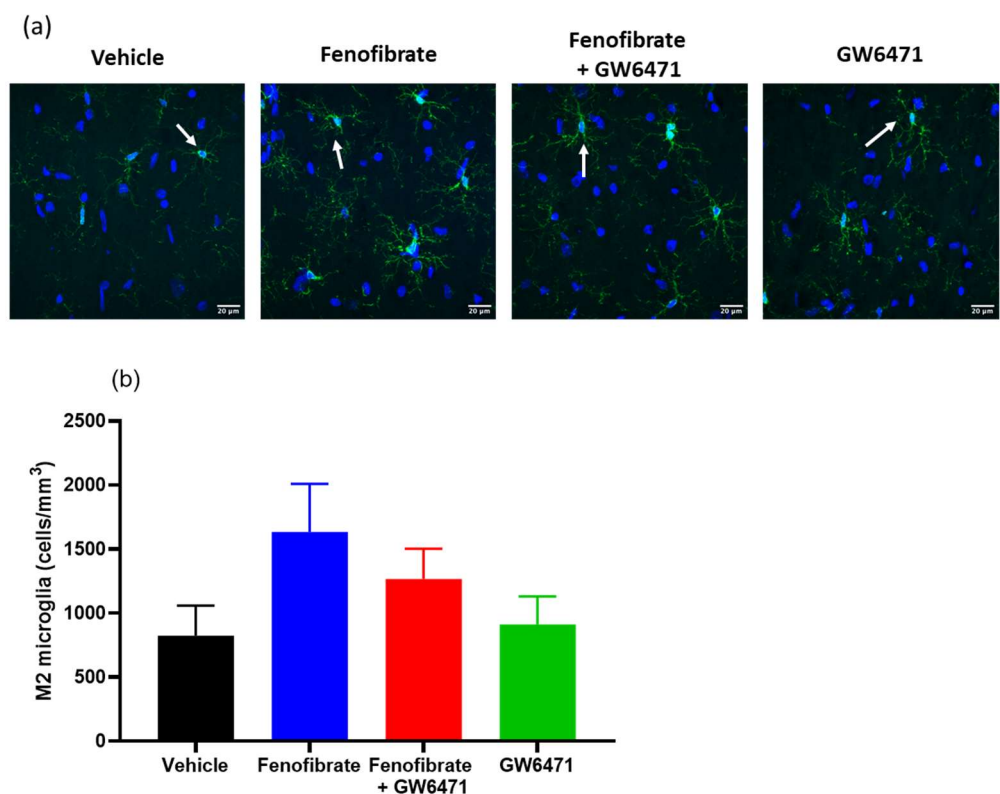 (a)
Vehicle
Fenofibrate
Fenofibrate
+ GW6471
GW6471
20 µm
20 µm
20 µm
20 µm
(b)
M2 microglia (cells/mm³)
2500
2000
1500
1000
500
0
Vehicle
Fenofibrate
Fenofibrate
+ GW6471
GW6471